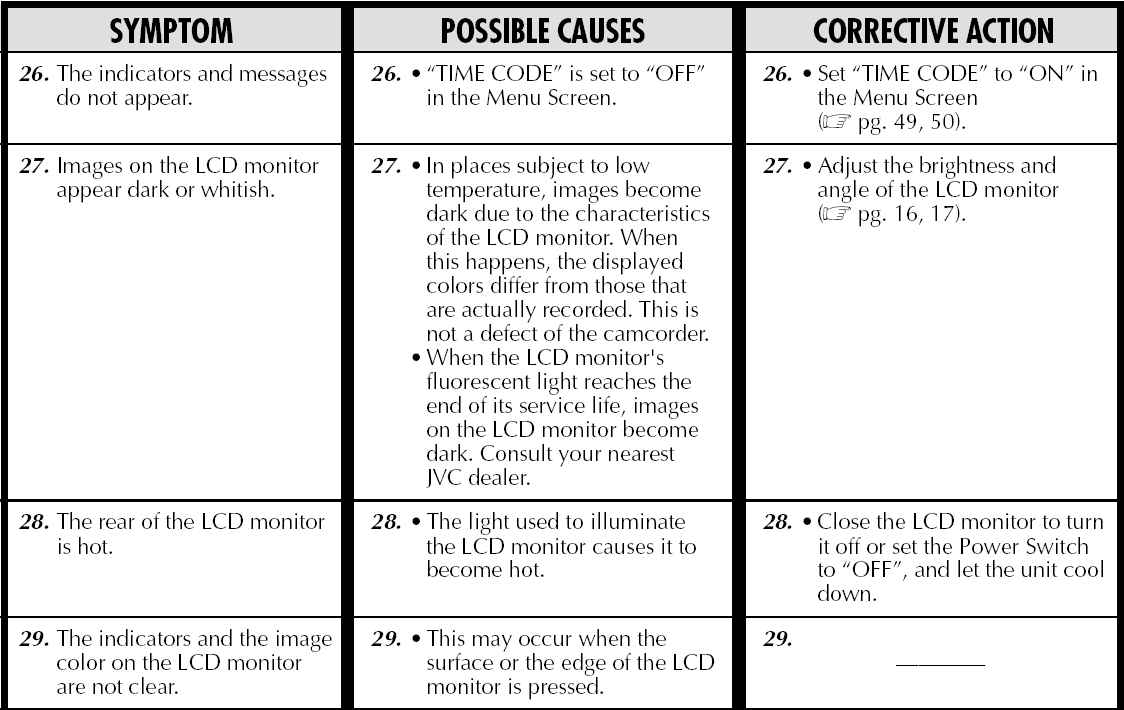 SYMPTOM
POSSIBLE CAUSES
CORRECTIVE ACTION
26. The indicators and messages
do not appear.
26. • “TIME CODE” is set to “OFF”
in the Menu Screen.
26. • Set “TIME CODE” to “ON” in
the Menu Screen
(☞ pg. 49, 50).
27. Images on the LCD monitor
appear dark or whitish.
27. • In places subject to low
temperature, images become
dark due to the characteristics
of the LCD monitor. When
this happens, the displayed
colors differ from those that
are actually recorded. This is
not a defect of the camcorder.
• When the LCD monitor's
fluorescent light reaches the
end of its service life, images
on the LCD monitor become
dark. Consult your nearest
JVC dealer.
27. • Adjust the brightness and
angle of the LCD monitor
(☞ pg. 16, 17).
28. The rear of the LCD monitor
is hot.
28. • The light used to illuminate
the LCD monitor causes it to
become hot.
28. • Close the LCD monitor to turn
it off or set the Power Switch
to “OFF”, and let the unit cool
down.
29. The indicators and the image
color on the LCD monitor
are not clear.
29. • This may occur when the
surface or the edge of the LCD
monitor is pressed.
29.
————